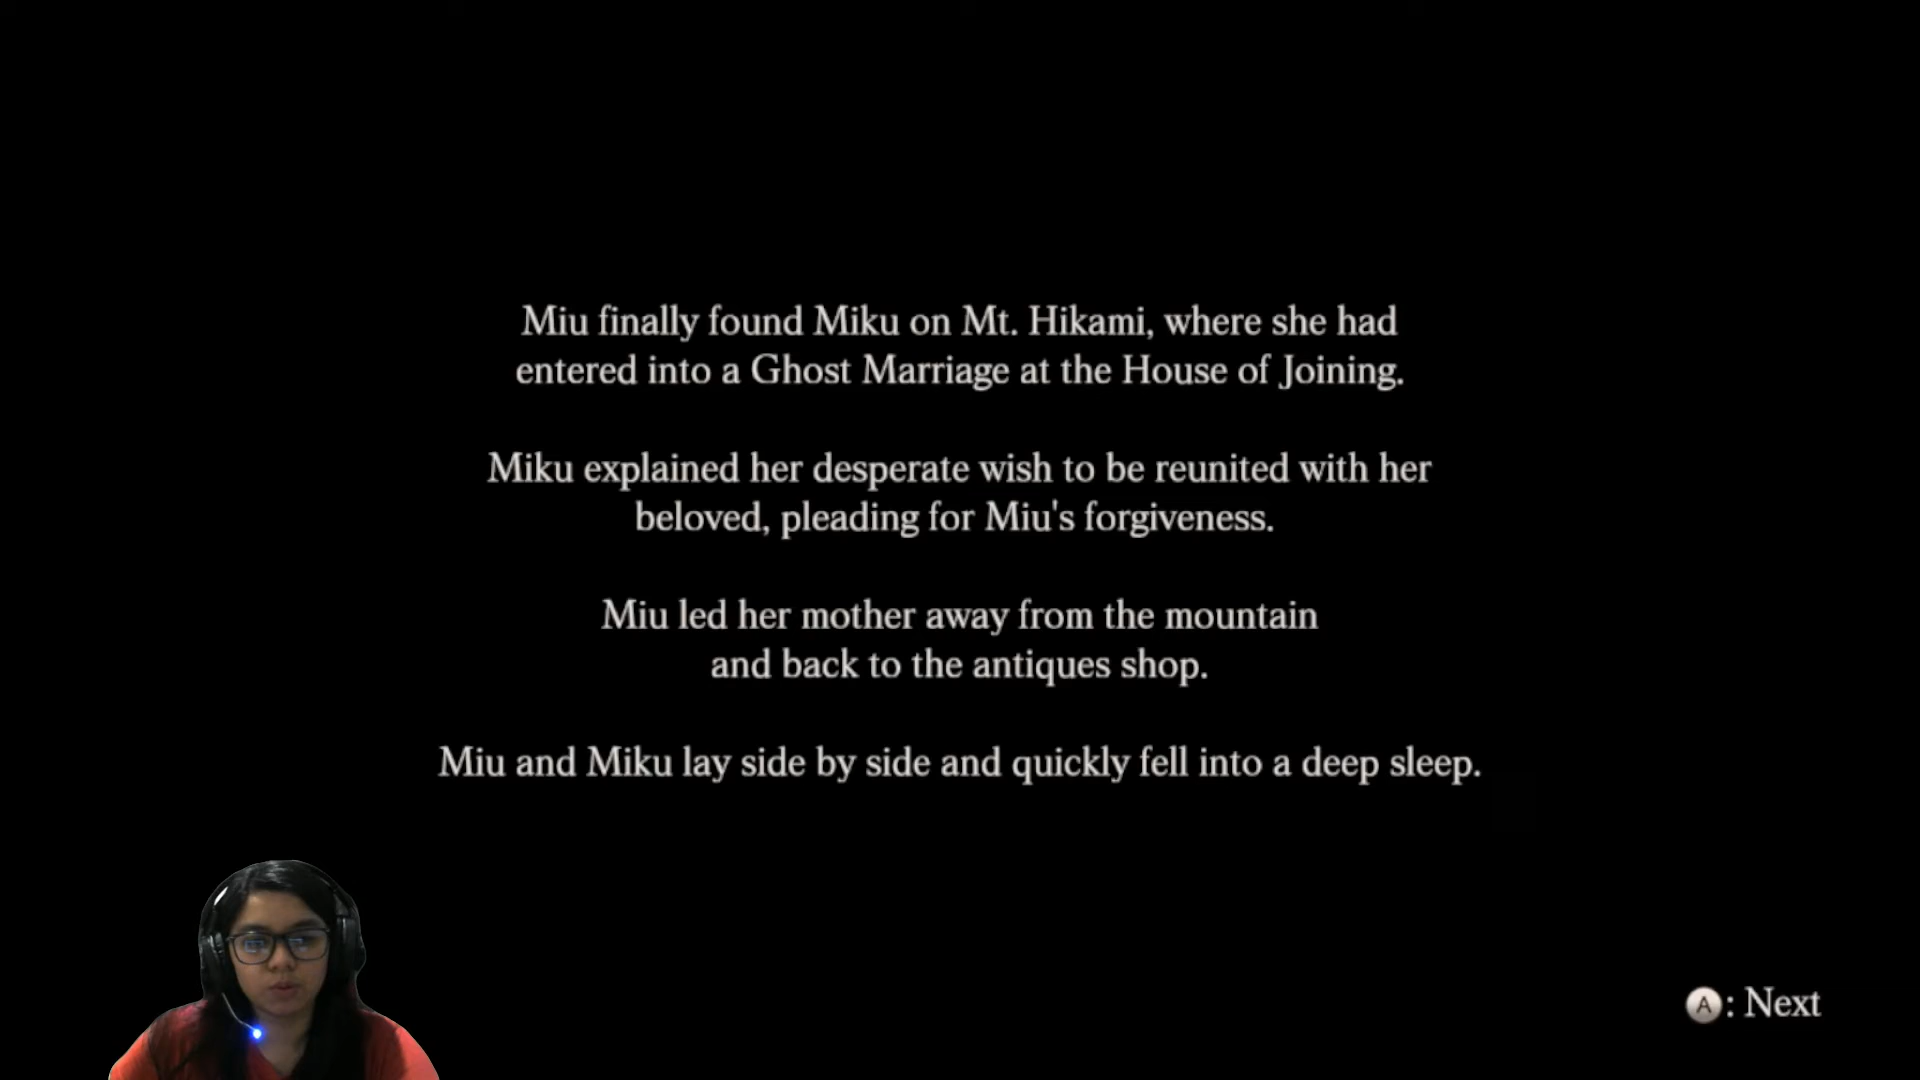 Miu finally found Miku on Mt. Hikami, where she had
entered into a Ghost Marriage at the House of Joining.
Miku explained her desperate wish to be reunited with her
beloved, pleading for Miu's forgiveness.
Miu led her mother away from the mountain
and back to the antiques shop.
Miu and Miku lay side by side and quickly fell into a deep sleep.
A: Next